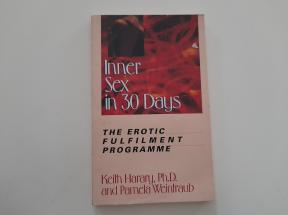 Inner
Sex
in 30 Days
THE EROTIC
FULFILMENT
PROGRAMME
Keith Harary, Ph.D.
and Pamela Weintraub